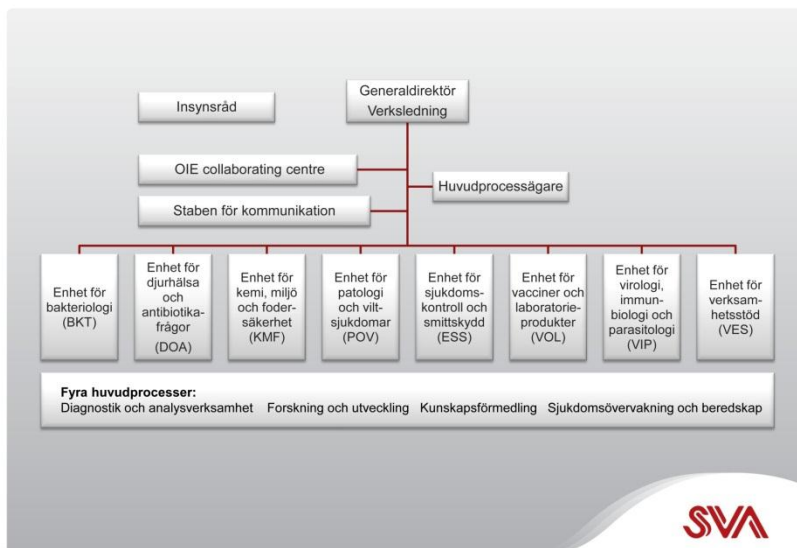 Generaldirektör
Verksledning
Insynsråd
OIE collaborating centre
Huvudprocessägare
Staben för kommunikation
Enhet för
bakteriologi
(BKT)
Enhet för
djurhälsa
och
antibiotika-
frågor
(DOA)
Enhet för
kemi, miljö
och foder-
säkerhet
(KMF)
Enhet för
patologi
och vilt-
sjukdomar
(POV)
Enhet för
sjukdoms-
kontroll och
smittskydd
(ESS)
Enhet för
vacciner och
laboratorie-
produkter
(VOL)
Enhet för
virologi,
immun-
biologi och
parasitologi
(VIP)
Enhet för
verksam-
hetsstöd
(VES)
Fyra huvudprocesser:
Diagnostik och analysverksamhet Forskning och utveckling Kunskapsförmedling Sjukdomsövervakning och beredskap
SVA